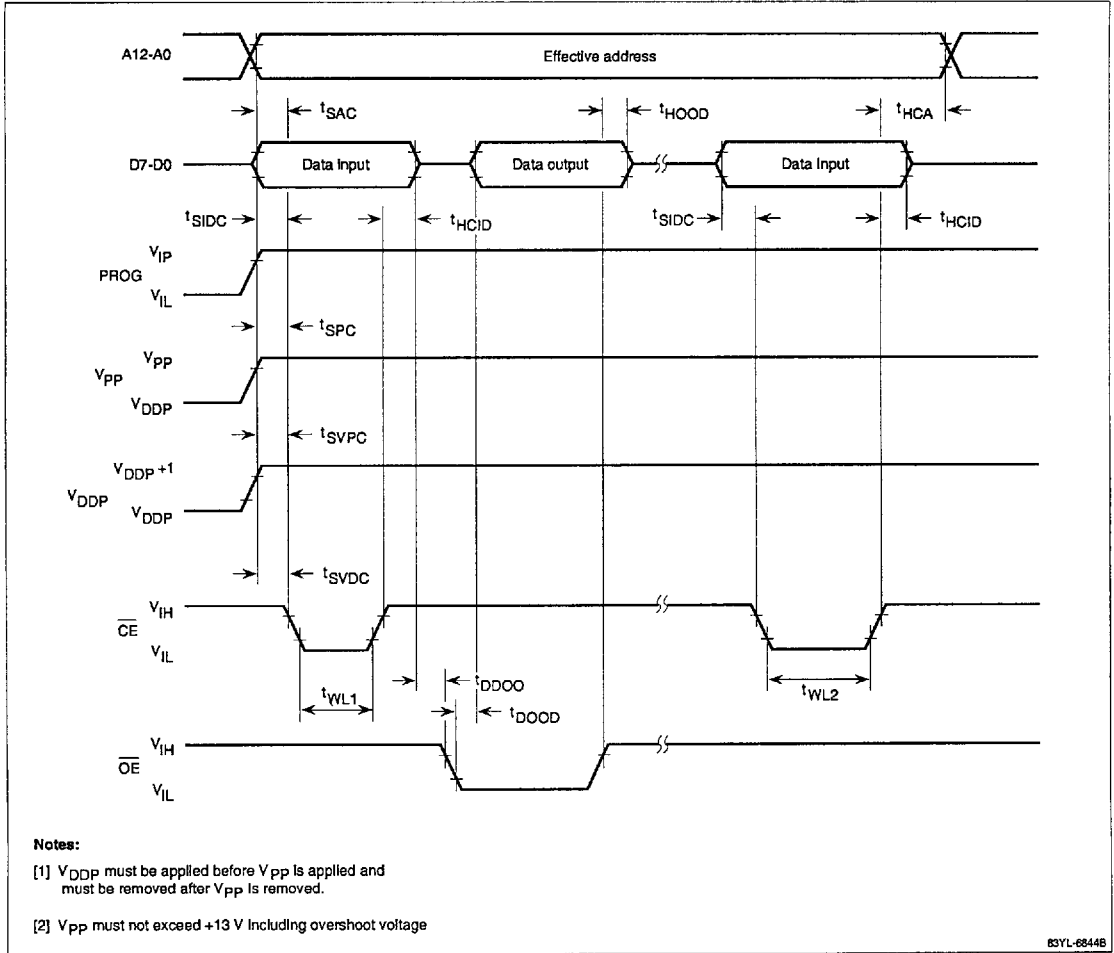 A12-A0
Effective address
tSAC
tHOOD
tHCA
D7-D0
Data Input
Data output
Data Input
tSIDC
tHCID
tSIDC
tHCID
VIP
PROG
VIL
tSPC
VPP
VPP
VDDP
tSVPC
VDDP +1
VDDP
VDDP
tSVDC
VIH
CE
VIL
tWL1
tDDOO
tWL2
tDOOD
VIH
OE
VIL
Notes:
[1] VDDP must be applied before VPP is applied and
must be removed after VPP is removed.
[2] VPP must not exceed +13 V including overshoot voltage
83YL-6844B